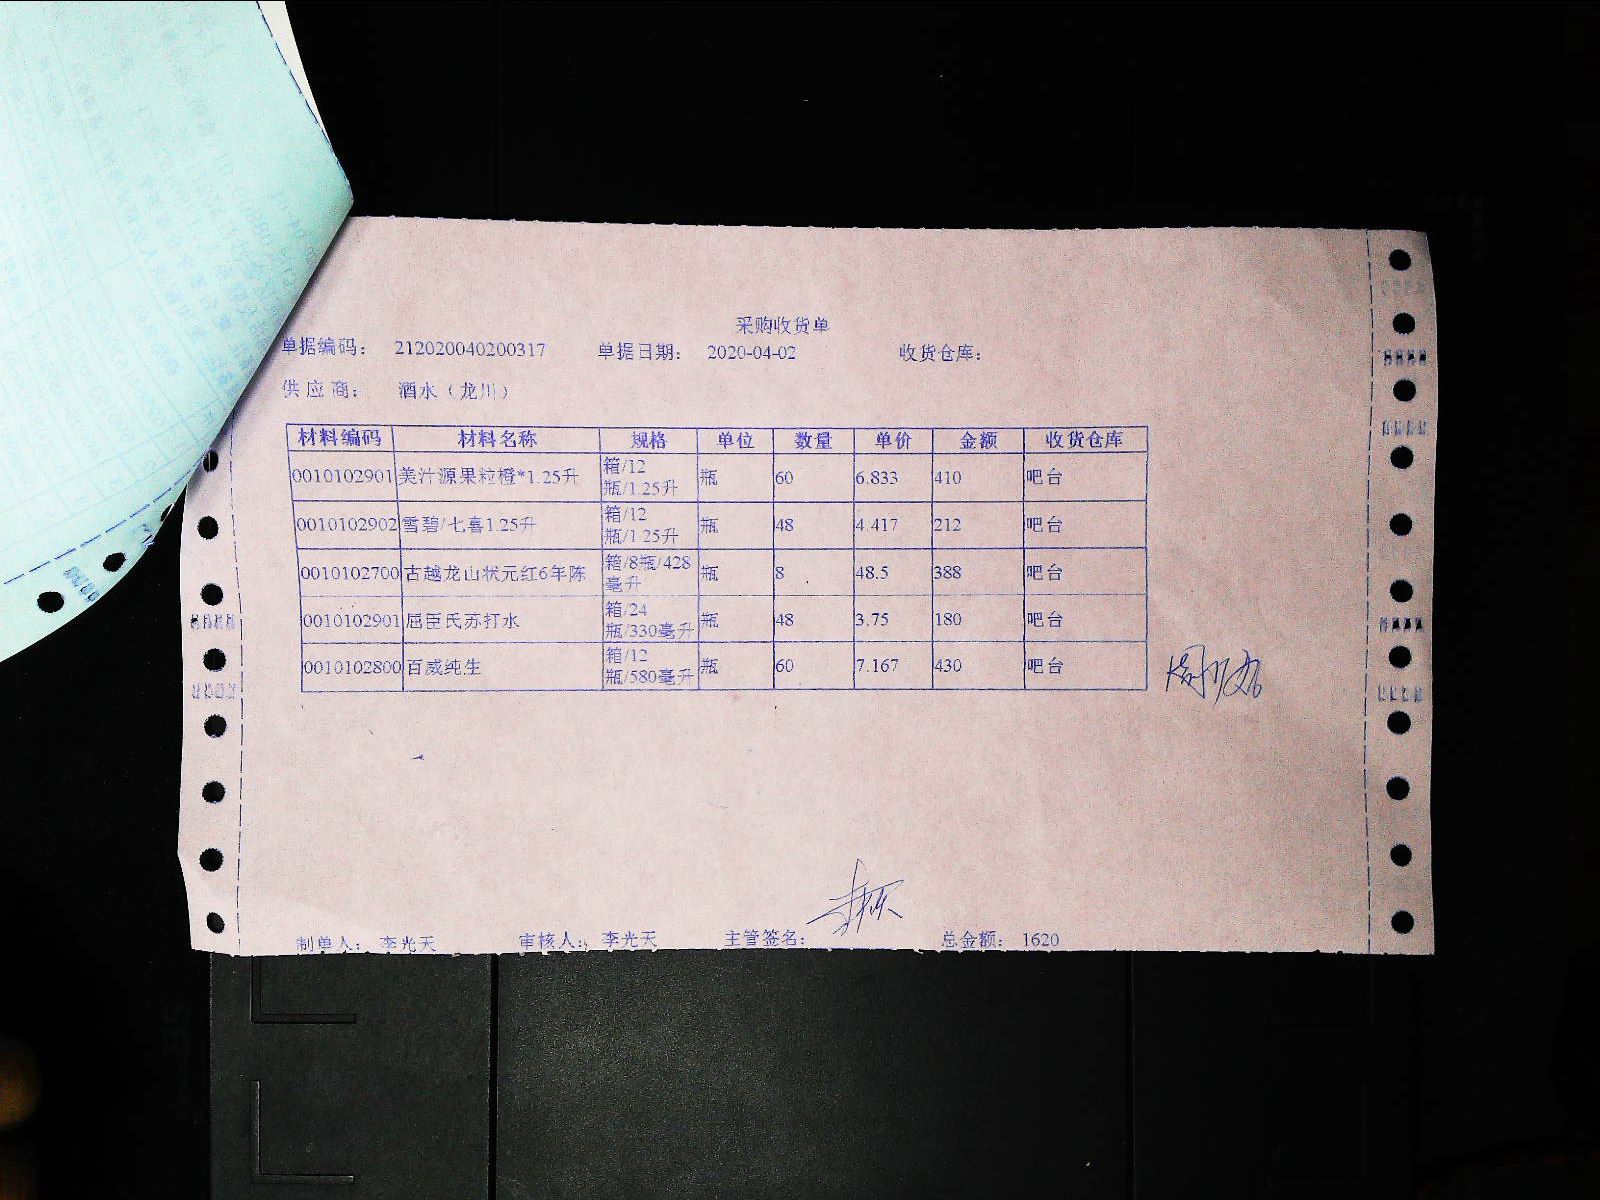 采购收货单
单据编码： 212020040200317 单据日期： 2020-04-02 收货仓库：
供应商： 酒水（龙川）
材料编码 材料名称 规格 单位 数量 单价 金额 收货仓库
0010102901 美汁源果粒橙*1.25升 箱/12瓶/1.25升 瓶 60 6.833 410 吧台
0010102902 雪碧/七喜1.25升 箱/12瓶/1.25升 瓶 48 4.417 212 吧台
0010102700 古越龙山状元红6年陈 箱/8瓶/428毫升 瓶 8 48.5 388 吧台
0010102901 屈臣氏苏打水 箱/24瓶/330毫升 瓶 48 3.75 180 吧台
0010102800 百威纯生 箱/12瓶/580毫升 瓶 60 7.167 430 吧台
制单人： 李光天 审核人： 李光天 主管签名： 总金额： 1620